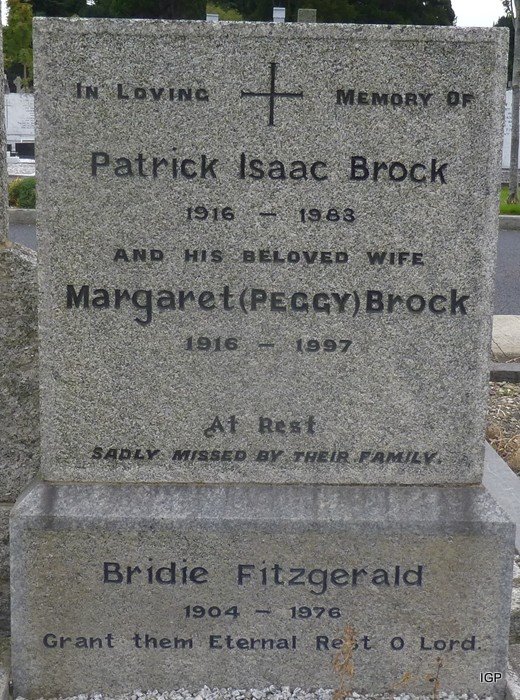 In Loving Memory Of
Patrick Isaac Brock
1916 – 1983
AND HIS BELOVED WIFE
Margaret (PEGGY) Brock
1916 – 1997
At Rest
SADLY MISSED BY THEIR FAMILY.
Bridie Fitzgerald
1904 – 1976
Grant them Eternal Rest O Lord.
IGP